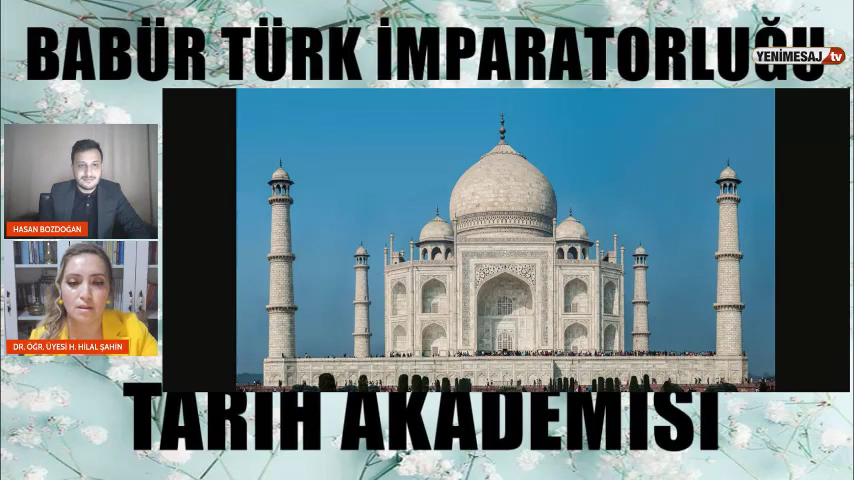 BABÜR TÜRK İMPARATORLUĞU
YENİMESAJ tv
HASAN BOZDOĞAN
DR. ÖĞR. ÜYESİ H. HİLAL ŞAHİN
TARİH AKADEMİSİ